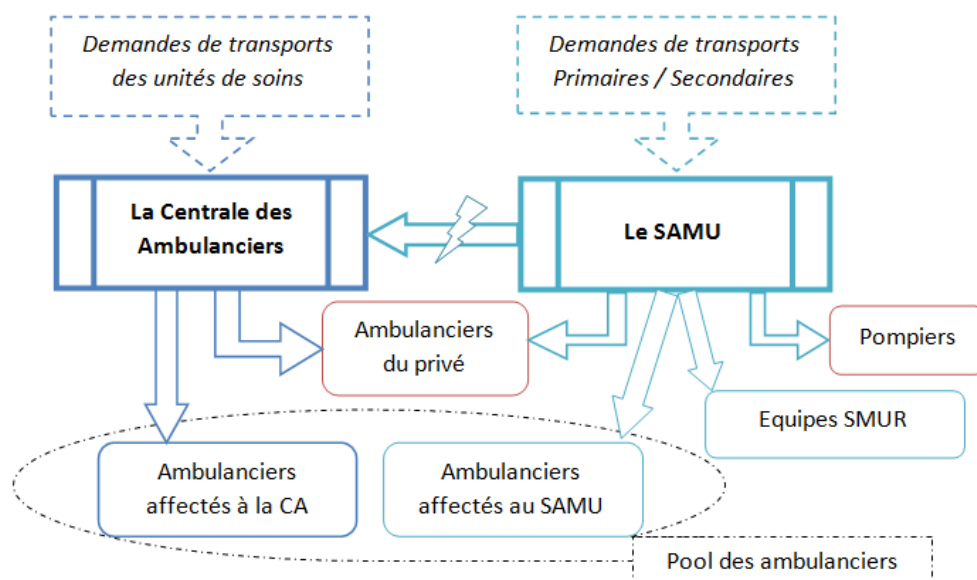 Demandes de transports
des unités de soins
Demandes de transports
Primaires / Secondaires
La Centrale des
Ambulanciers
Le SAMU
Ambulanciers
du privé
Pompiers
Equipes SMUR
Ambulanciers
affectés à la CA
Ambulanciers
affectés au SAMU
Pool des ambulanciers